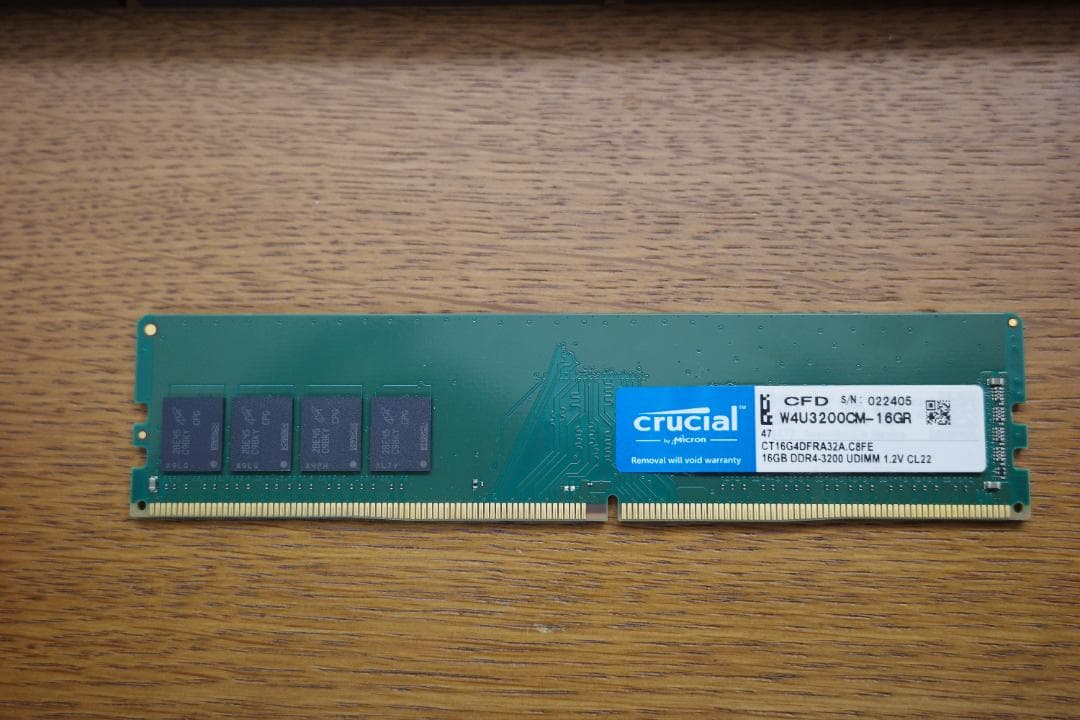 crucial™
by Micron
Removal will void warranty
CFD S/N: 022405
W4U3200CM-16GR
47
CT16G4DFRA32A.C8FE
16GB DDR4-3200 UDIMM 1.2V CL22